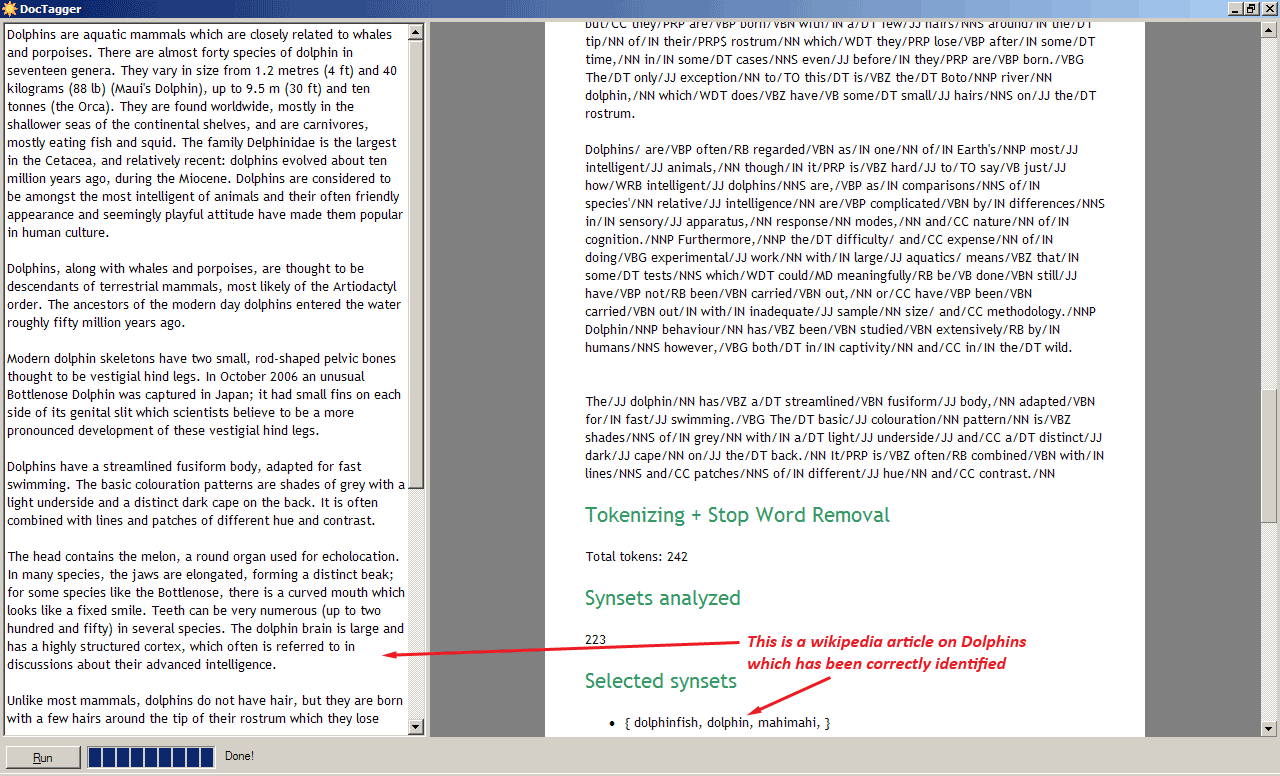 DocTagger
Dolphins are aquatic mammals which are closely related to whales
and porpoises. There are almost forty species of dolphin in
seventeen genera. They vary in size from 1.2 metres (4 ft) and 40
kilograms (88 lb) (Maui's Dolphin), up to 9.5 m (30 ft) and ten
tonnes (the Orca). They are found worldwide, mostly in the
shallower seas of the continental shelves, and are carnivores,
mostly eating fish and squid. The family Delphinidae is the largest
in the Cetacea, and relatively recent: dolphins evolved about ten
million years ago, during the Miocene. Dolphins are considered to
be amongst the most intelligent of animals and their often friendly
appearance and seemingly playful attitude have made them popular
in human culture.
Dolphins, along with whales and porpoises, are thought to be
descendants of terrestrial mammals, most likely of the Artiodactyl
order. The ancestors of the modern day dolphins entered the water
roughly fifty million years ago.
Modern dolphin skeletons have two small, rod-shaped pelvic bones
thought to be vestigial hind legs. In October 2006 an unusual
Bottlenose Dolphin was captured in Japan; it had small fins on each
side of its genital slit which scientists believe to be a more
pronounced development of these vestigial hind legs.
Dolphins have a streamlined fusiform body, adapted for fast
swimming. The basic colouration patterns are shades of grey with a
light underside and a distinct dark cape on the back. It is often
combined with lines and patches of different hue and contrast.
The head contains the melon, a round organ used for echolocation.
In many species, the jaws are elongated, forming a distinct beak;
for some species like the Bottlenose, there is a curved mouth which
looks like a fixed smile. Teeth can be very numerous (up to two
hundred and fifty) in several species. The dolphin brain is large and
has a highly structured cortex, which often is referred to in
discussions about their advanced intelligence.
Unlike most mammals, dolphins do not have hair, but they are born
with a few hairs around the tip of their rostrum which they lose
but/CC they/PRP are/VBP born/VBN with/IN a/DT few/JJ hairs/NNS around/IN the/DT
tip/NN of/IN their/PRP$ rostrum/NN which/WDT they/PRP lose/VBP after/IN some/DT
time,/NN in/IN some/DT cases/NNS even/JJ before/IN they/PRP are/VBP born./VBG
The/DT only/JJ exception/NN to/TO this/DT is/VBZ the/DT Boto/NNP river/NN
dolphin,/NN which/WDT does/VBZ have/VB some/DT small/JJ hairs/NNS on/JJ the/DT
rostrum.
Dolphins/ are/VBP often/RB regarded/VBN as/IN one/NN of/IN Earth's/NNP most/JJ
intelligent/JJ animals,/NN though/IN it/PRP is/VBZ hard/JJ to/TO say/VB just/JJ
how/WRB intelligent/JJ dolphins/NNS are,/VBP as/IN comparisons/NNS of/IN
species'/NN relative/JJ intelligence/NN are/VBP complicated/VBN by/IN differences/NNS
in/IN sensory/JJ apparatus,/NN response/NN modes,/NN and/CC nature/NN of/IN
cognition./NNP Furthermore,/NNP the/DT difficulty/ and/CC expense/NN of/IN
doing/VBG experimental/JJ work/NN with/IN large/JJ aquatics/ means/VBZ that/IN
some/DT tests/NNS which/WDT could/MD meaningfully/RB be/VB done/VBN still/JJ
have/VBP not/RB been/VBN carried/VBN out,/NN or/CC have/VBP been/VBN
carried/VBN out/IN with/IN inadequate/JJ sample/NN size/ and/CC methodology./NNP
Dolphin/NNP behaviour/NN has/VBZ been/VBN studied/VBN extensively/RB by/IN
humans/NNS however,/VBG both/DT in/IN captivity/NN and/CC in/IN the/DT wild.
The/JJ dolphin/NN has/VBZ a/DT streamlined/VBN fusiform/JJ body,/NN adapted/VBN
for/IN fast/JJ swimming./VBG The/DT basic/JJ colouration/NN pattern/NN is/VBZ
shades/NNS of/IN grey/NN with/IN a/DT light/JJ underside/JJ and/CC a/DT distinct/JJ
dark/JJ cape/NN on/JJ the/DT back./NN It/PRP is/VBZ often/RB combined/VBN with/IN
lines/NNS and/CC patches/NNS of/IN different/JJ hue/NN and/CC contrast./NN
Tokenizing + Stop Word Removal
Total tokens: 242
Synsets analyzed
223
This is a wikipedia article on Dolphins
which has been correctly identified
Selected synsets
• { dolphinfish, dolphin, mahimahi, }
Run
Done!